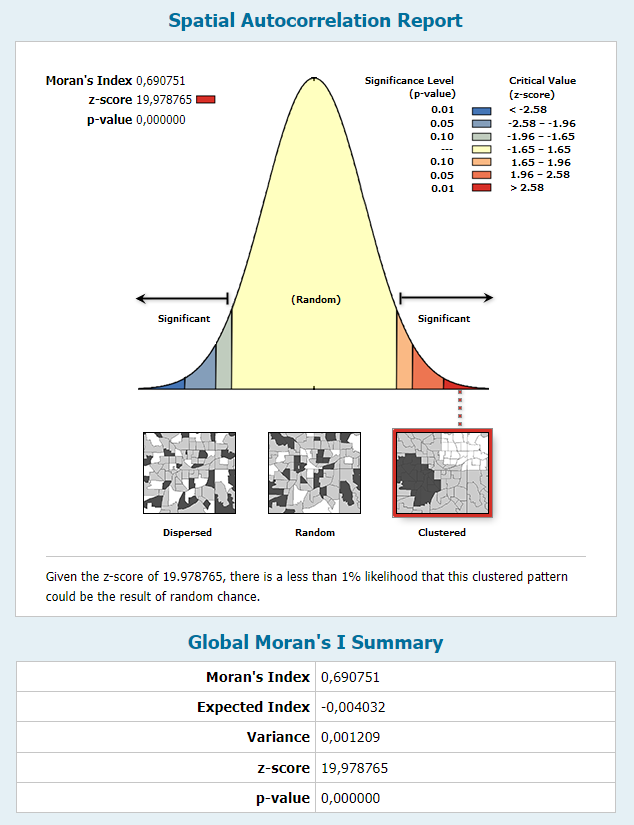 Spatial Autocorrelation Report
Moran's Index 0,690751
z-score 19,978765
p-value 0,000000
Significance Level (p-value)
Critical Value (z-score)
0.01 < -2.58
0.05 -2.58 – -1.96
0.10 -1.96 – -1.65
--- -1.65 – 1.65
0.10 1.65 – 1.96
0.05 1.96 – 2.58
0.01 > 2.58
(Random)
Significant
Significant
Dispersed
Random
Clustered
Given the z-score of 19.978765, there is a less than 1% likelihood that this clustered pattern
could be the result of random chance.
Global Moran's I Summary
Moran's Index 0,690751
Expected Index -0,004032
Variance 0,001209
z-score 19,978765
p-value 0,000000